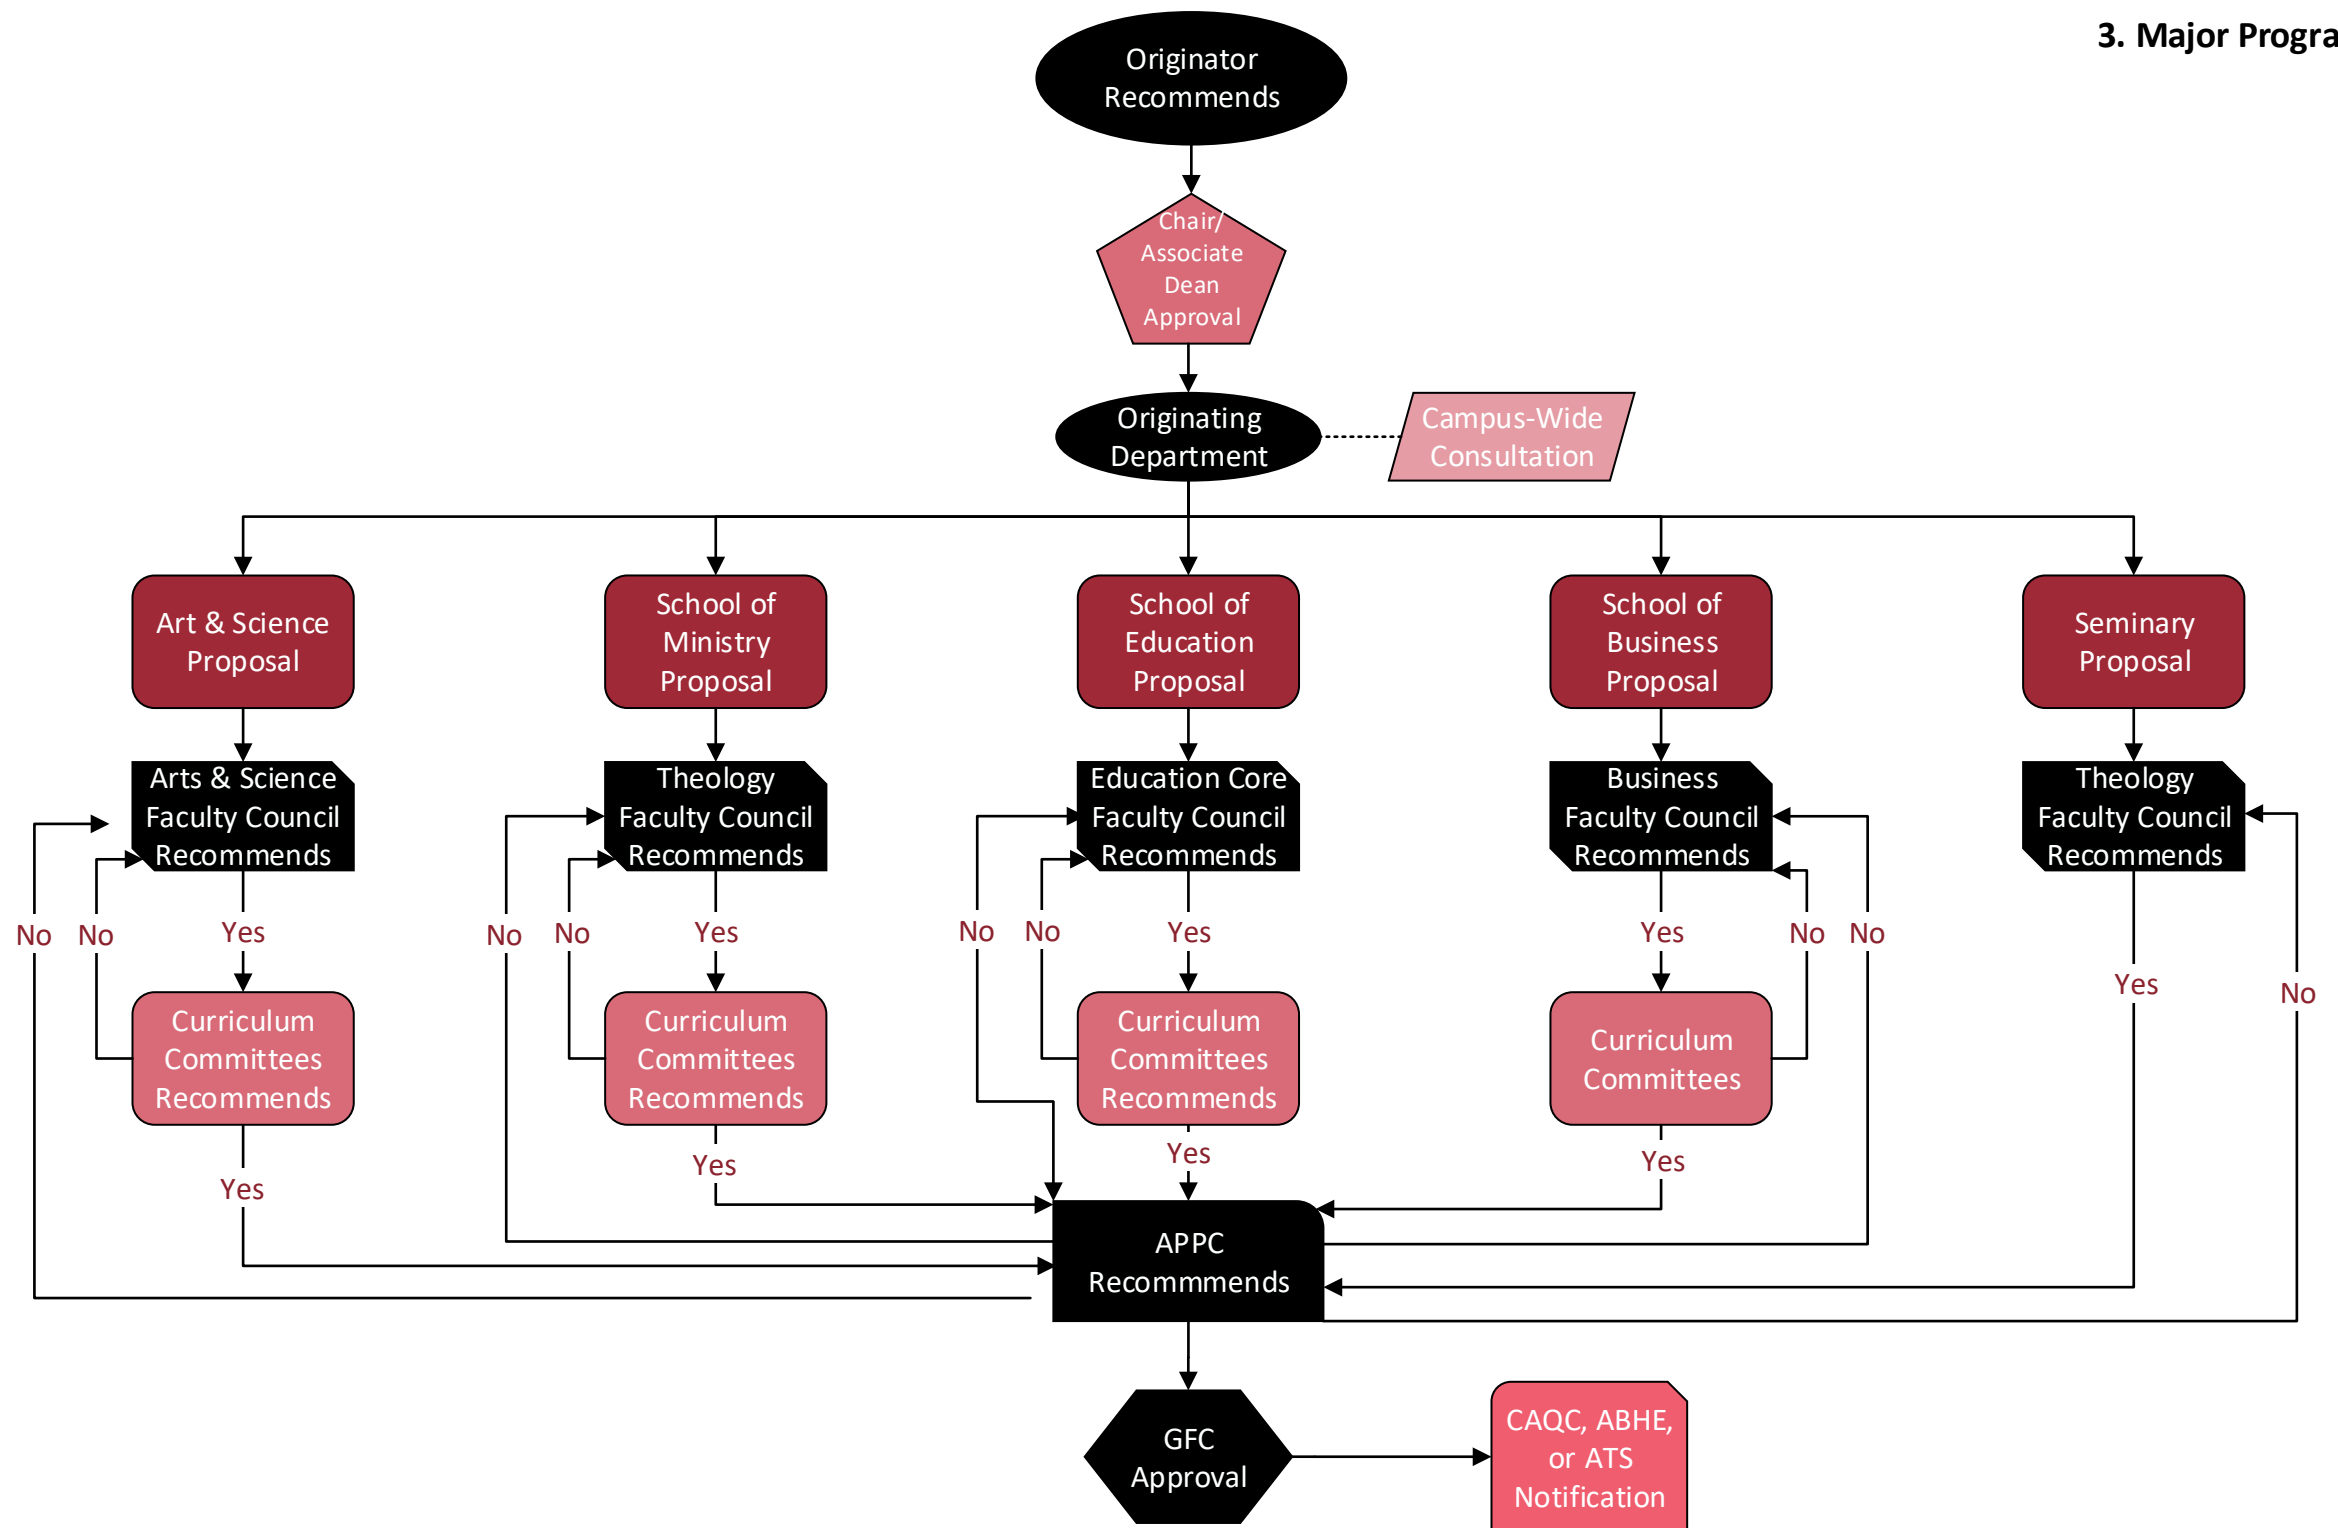 3. Major Progra
Originator
Recommends
Chair/
Associate
Dean
Approval
Originating
Department
Campus-Wide
Consultation
Art & Science
Proposal
School of
Ministry
Proposal
School of
Education
Proposal
School of
Business
Proposal
Seminary
Proposal
Arts & Science
Faculty Council
Recommends
Theology
Faculty Council
Recommends
Education Core
Faculty Council
Recommends
Business
Faculty Council
Recommends
Theology
Faculty Council
Recommends
No
No
Yes
No
No
Yes
No
No
Yes
Yes
No
No
Yes
No
Curriculum
Committees
Recommends
Curriculum
Committees
Recommends
Curriculum
Committees
Recommends
Curriculum
Committees
Yes
Yes
Yes
Yes
APPC
Recommmends
GFC
Approval
CAQC, ABHE,
or ATS
Notification